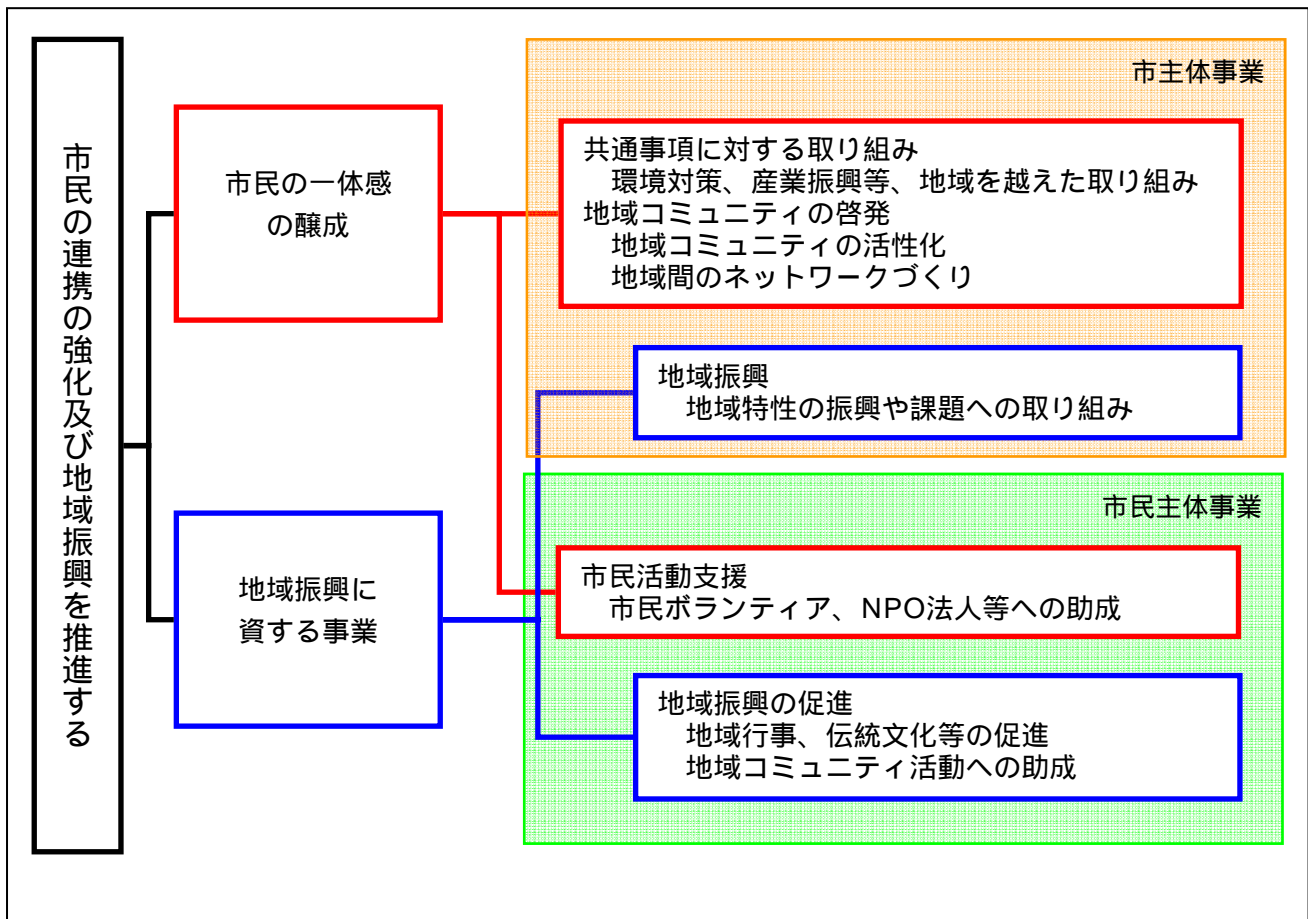 市民の連携の強化及び地域振興を推進する
市民の一体感
の醸成
地域振興に
資する事業
市主体事業
共通事項に対する取り組み
環境対策、産業振興等、地域を越えた取り組み
地域コミュニティの啓発
地域コミュニティの活性化
地域間のネットワークづくり
地域振興
地域特性の振興や課題への取り組み
市民主体事業
市民活動支援
市民ボランティア、NPO法人等への助成
地域振興の促進
地域行事、伝統文化等の促進
地域コミュニティ活動への助成